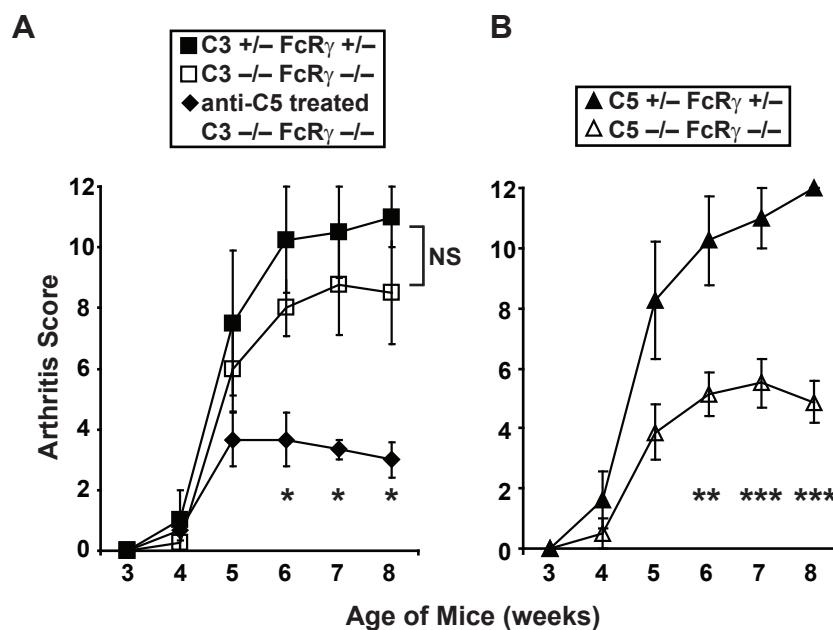 A
C3 +/– FcRγ +/–
C3 –/– FcRγ –/–
anti-C5 treated
C3 –/– FcRγ –/–
B
C5 +/– FcRγ +/–
C5 –/– FcRγ –/–
Arthritis Score
12
10
8
6
4
2
0
NS
* * *
3 4 5 6 7 8
12
10
8
6
4
2
0
** *** ***
3 4 5 6 7 8
Age of Mice (weeks)